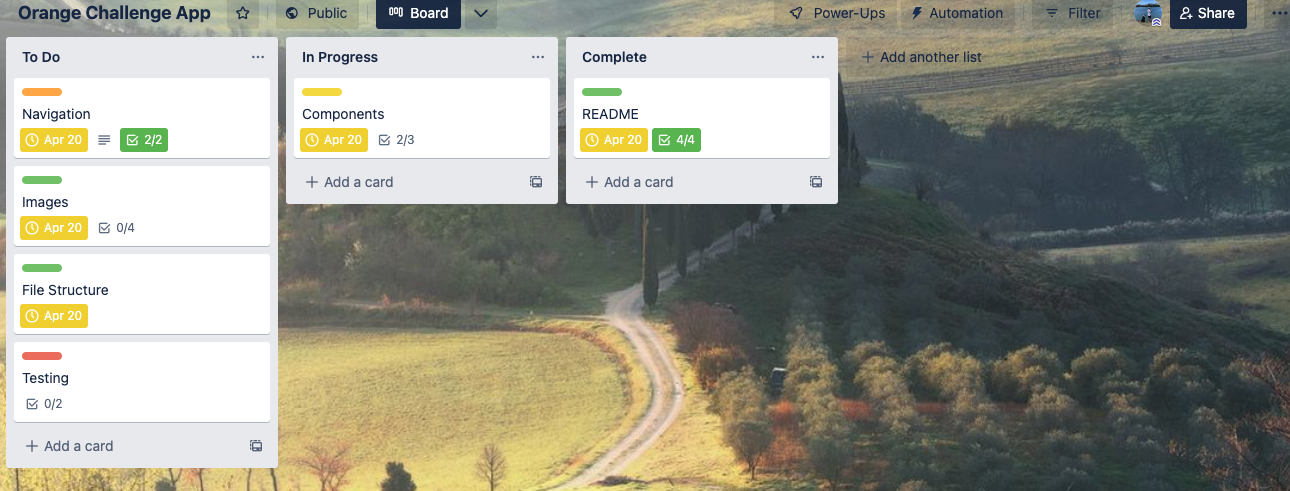 Orange Challenge App Public Board Power-Ups Automation Filter Share
To Do
Navigation
Apr 20 2/2
Images
Apr 20 0/4
File Structure
Apr 20
Testing
0/2
Add a card
In Progress
Components
Apr 20 2/3
Add a card
Complete
README
Apr 20 4/4
Add a card
Add another list